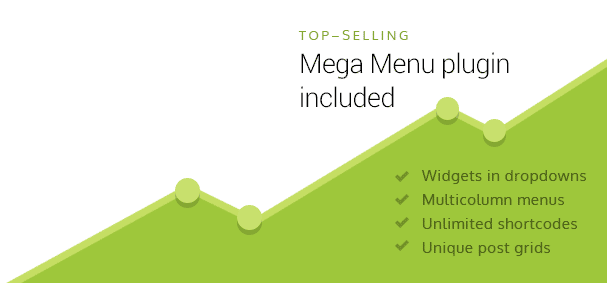 TOP–SELLING
Mega Menu plugin
included
Widgets in dropdowns
Multicolumn menus
Unlimited shortcodes
Unique post grids